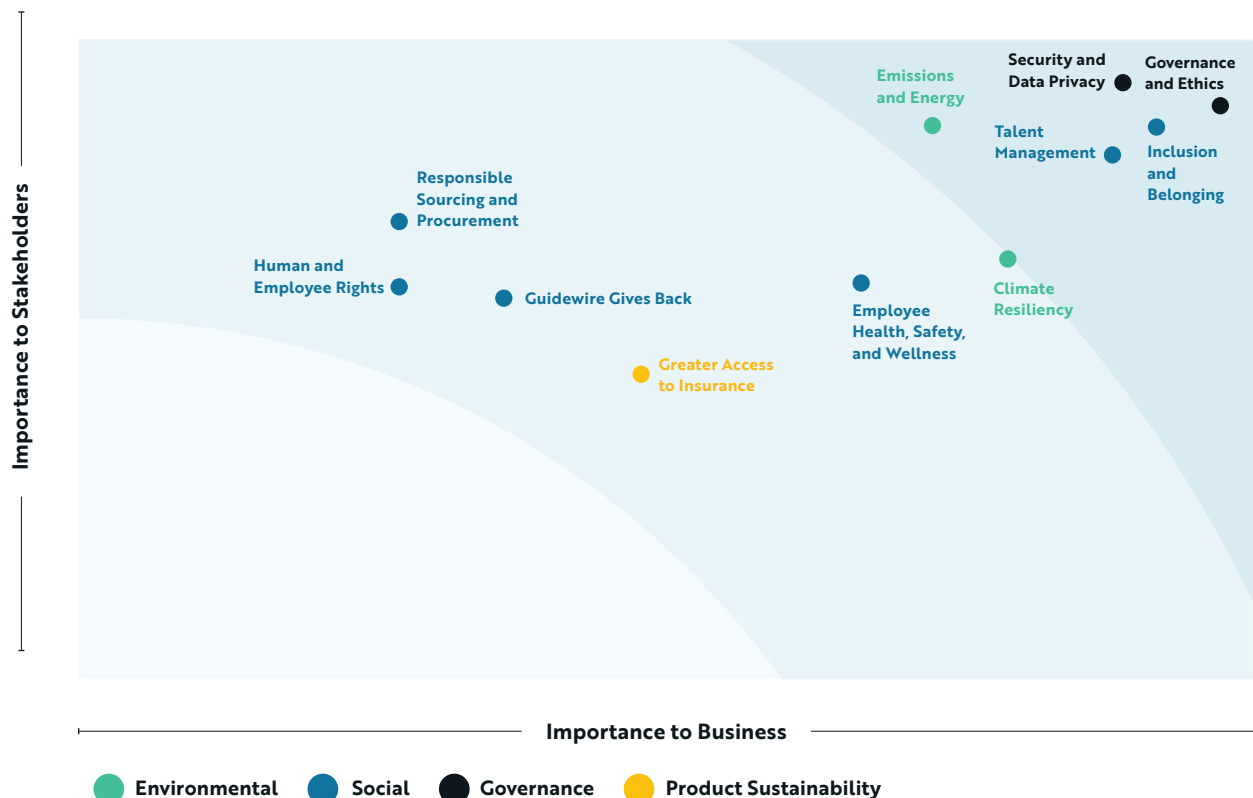 Importance to Stakeholders
Emissions
and Energy
Security and
Data Privacy
Governance
and Ethics
Talent
Management
Inclusion
and
Belonging
Responsible
Sourcing and
Procurement
Human and
Employee Rights
Guidewire Gives Back
Climate
Resiliency
Employee
Health, Safety,
and Wellness
Greater Access
to Insurance
Importance to Business
Environmental
Social
Governance
Product Sustainability